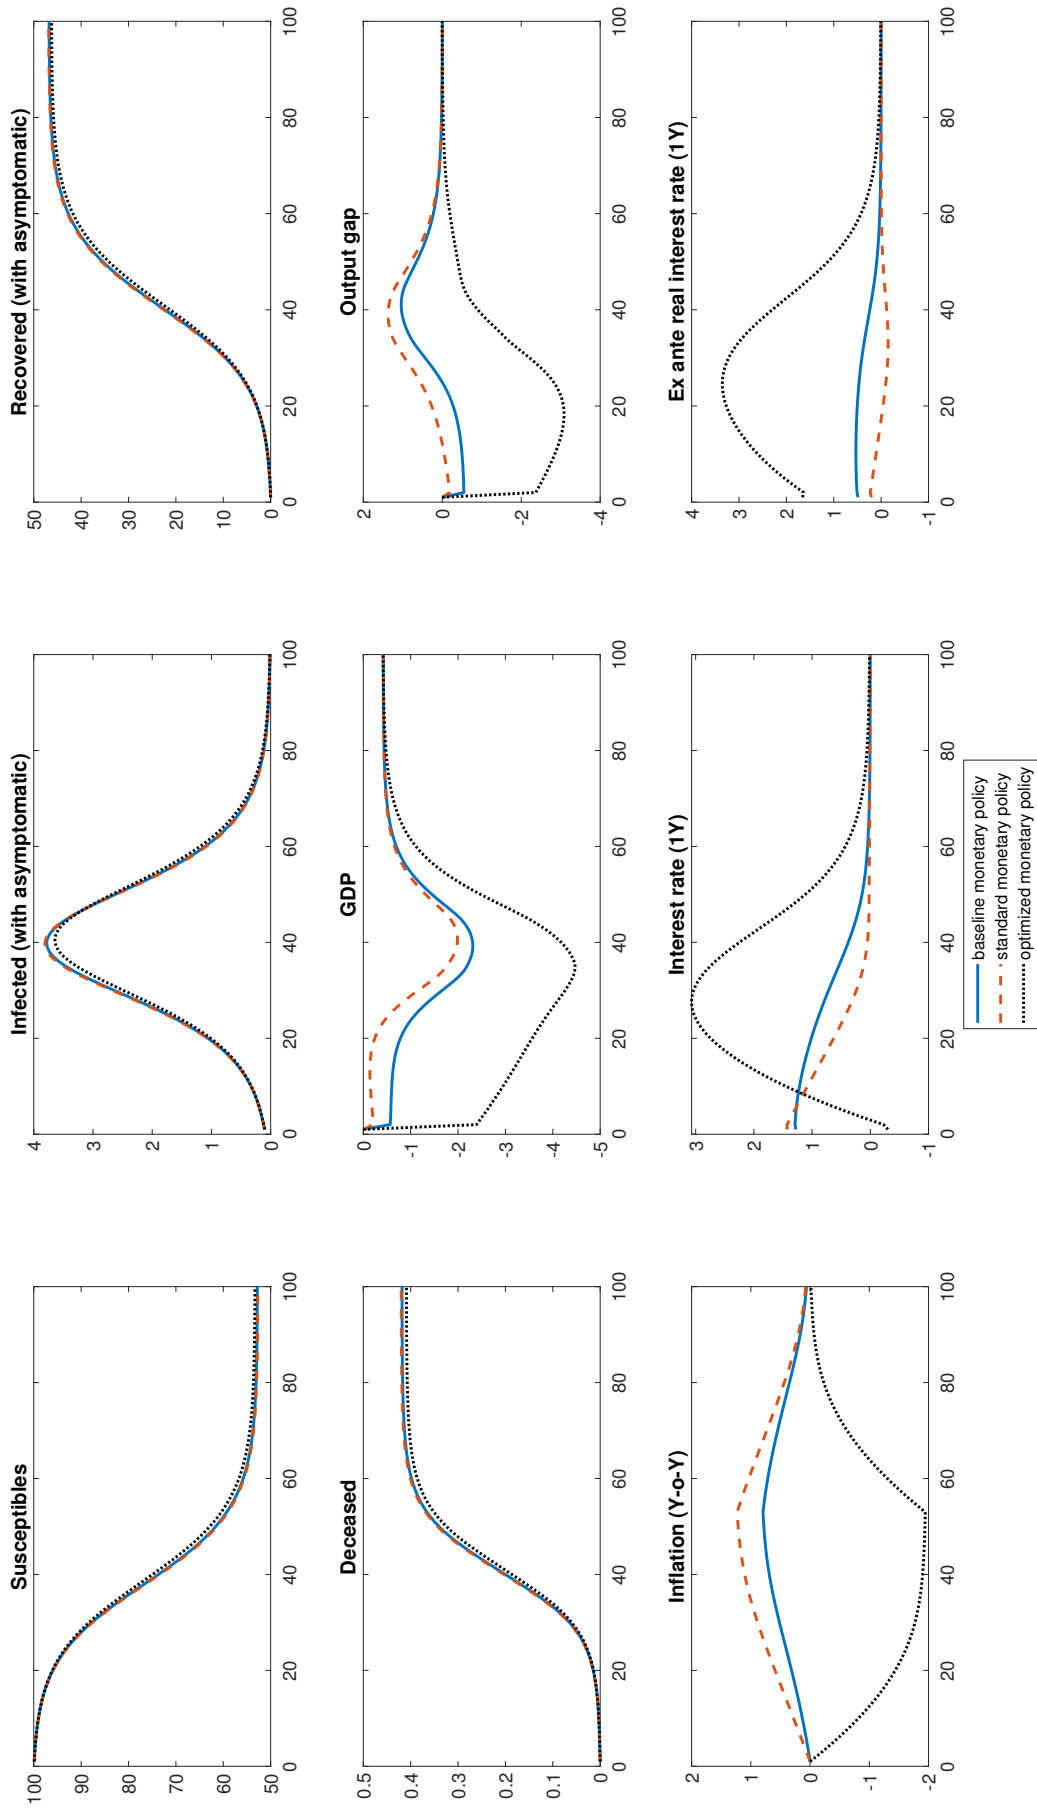 Susceptibles
100
90
80
70
60
50
0 20 40 60 80 100
Infected (with asymptomatic)
4
3
2
1
0
0 20 40 60 80 100
Recovered (with asymptomatic)
50
40
30
20
10
0
0 20 40 60 80 100
Deceased
0.5
0.4
0.3
0.2
0.1
0
0 20 40 60 80 100
GDP
0
-1
-2
-3
-4
-5
0 20 40 60 80 100
Output gap
2
0
-2
-4
0 20 40 60 80 100
Inflation (Y-o-Y)
2
1
0
-1
-2
0 20 40 60 80 100
Interest rate (1Y)
3
2
1
0
-1
0 20 40 60 80 100
Ex ante real interest rate (1Y)
4
3
2
1
0
-1
0 20 40 60 80 100
baseline monetary policy
standard monetary policy
optimized monetary policy